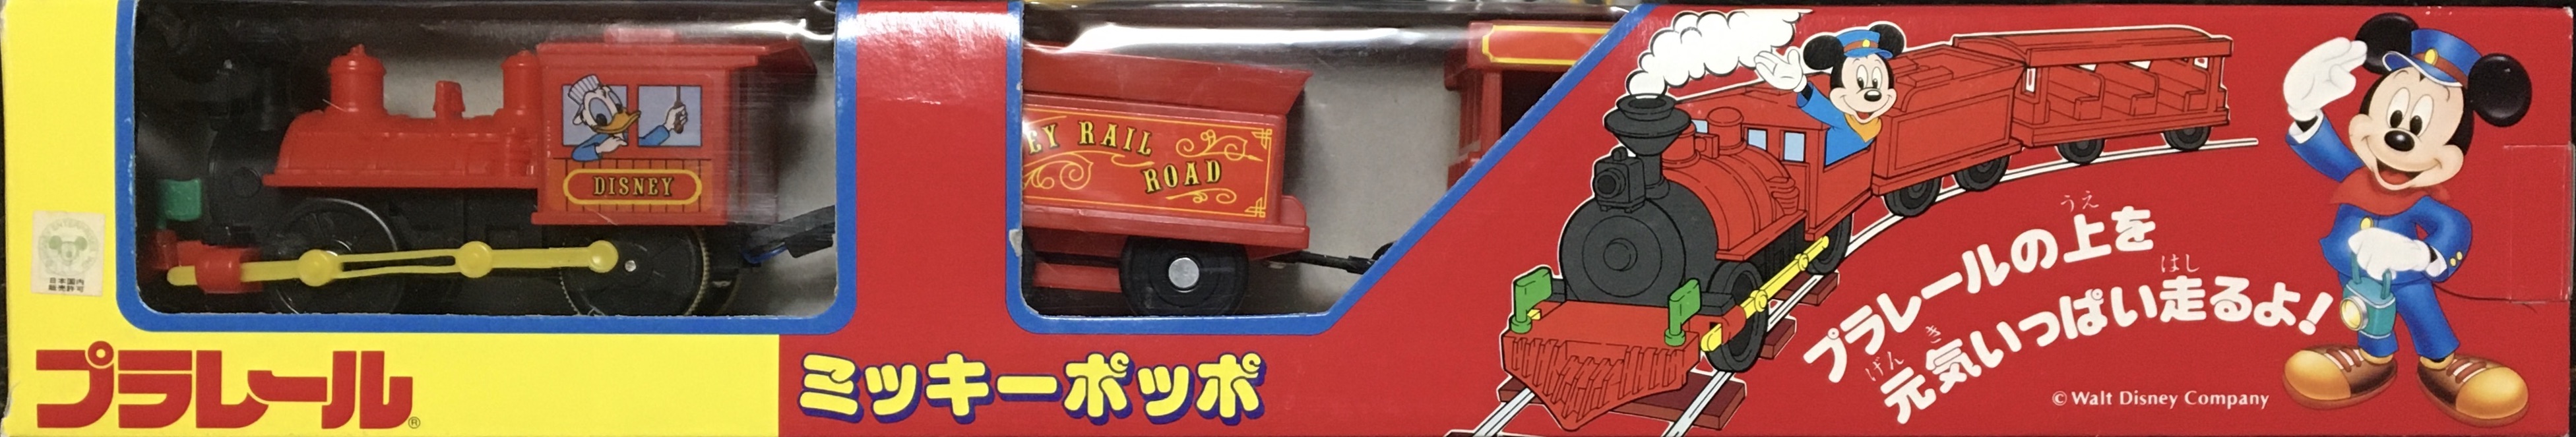 DISNEY
EY RAIL
ROAD
日本国内
販売許可
プラレール®
ミッキーポッポ
うえ
プラレールの上を
げん き はし
元気いっぱい走るよ!
© Walt Disney Company